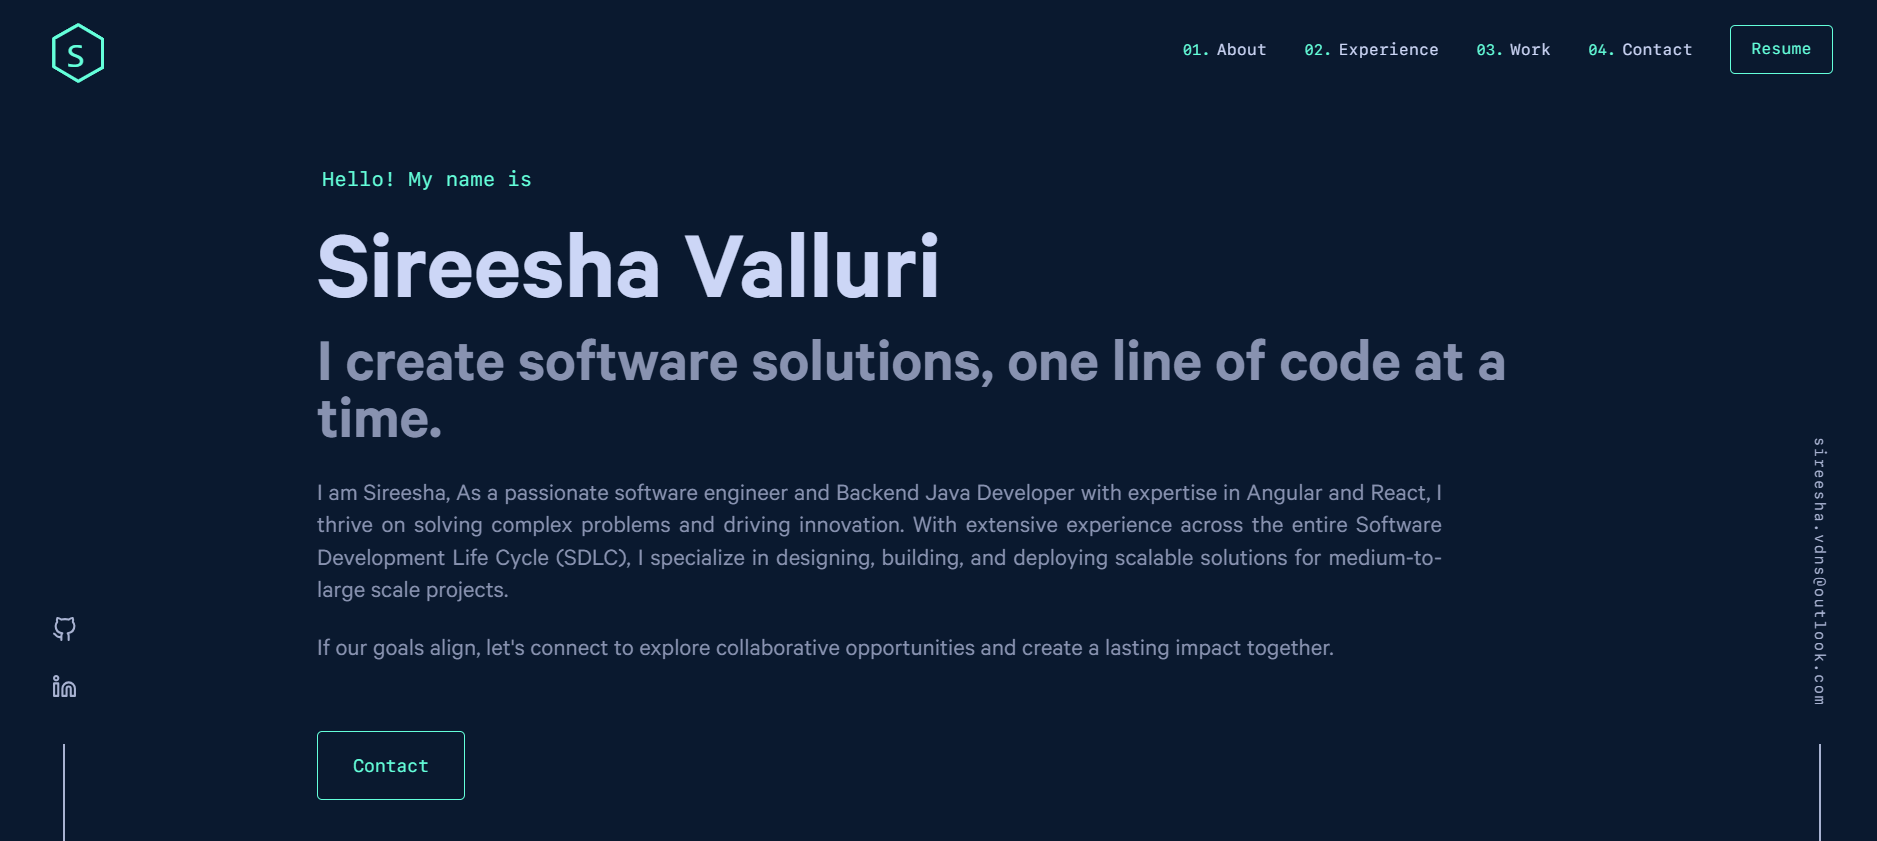 S
01. About 02. Experience 03. Work 04. Contact Resume
Hello! My name is
Sireesha Valluri
I create software solutions, one line of code at a
time.
I am Sireesha, As a passionate software engineer and Backend Java Developer with expertise in Angular and React, I
thrive on solving complex problems and driving innovation. With extensive experience across the entire Software
Development Life Cycle (SDLC), I specialize in designing, building, and deploying scalable solutions for medium-to-
large scale projects.
If our goals align, let's connect to explore collaborative opportunities and create a lasting impact together.
Contact
in
sireesha.vdns@outlook.com